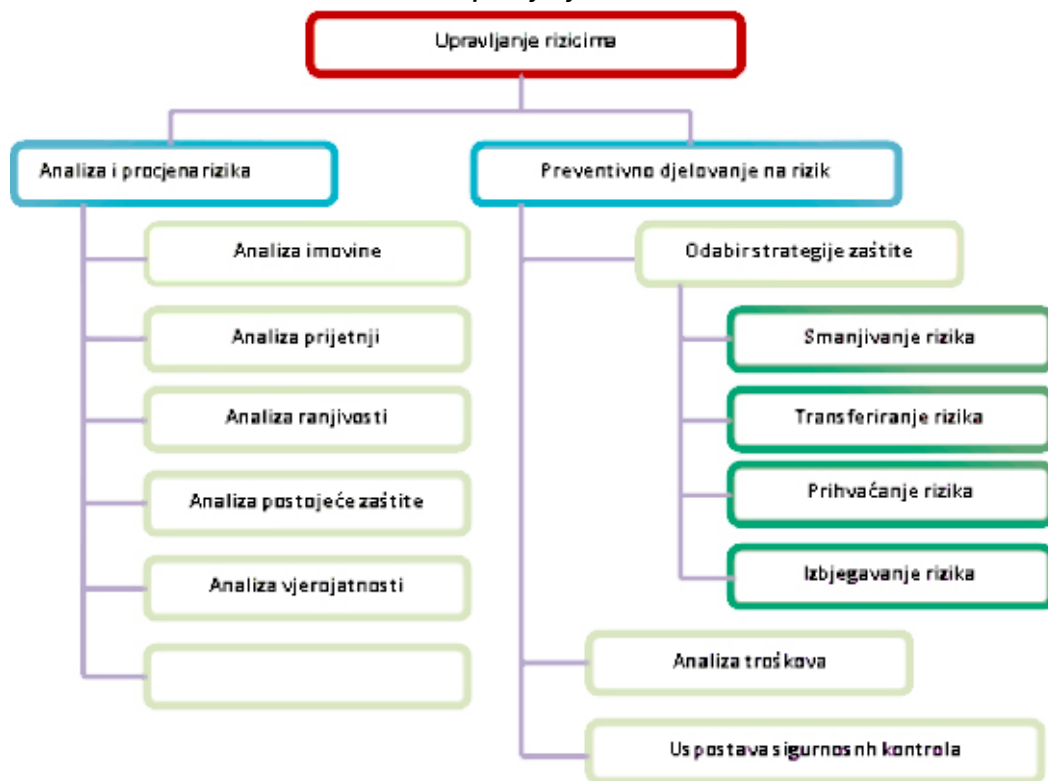 Upravljanje rizicima
Analiza i procjena rizika
Preventivno djelovanje na rizik
Analiza imovine
Analiza prijetnji
Analiza ranjivosti
Analiza postojeće zaštite
Analiza vjerojatnosti
Odabir strategije zaštite
Smanjivanje rizika
Transferiranje rizika
Prihvaćanje rizika
Izbjegavanje rizika
Analiza troškova
Uspostava sigurnosnh kontrola